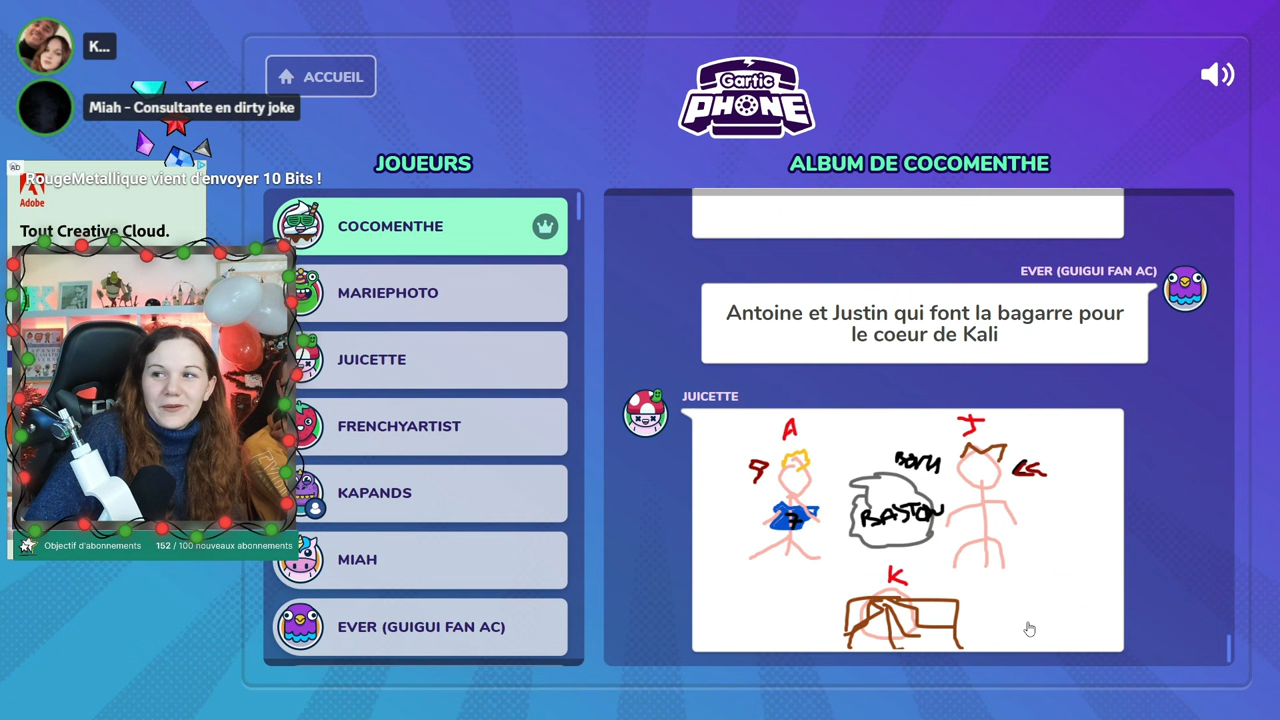 K...
Miah - Consultante en dirty joke
RougeMetallique vient d'envoyer 10 Bits !
AD
Adobe
Tout Creative Cloud.
Objectif d'abonnements
152 / 100 nouveaux abonnements
ACCUEIL
Gartic
PHONE
JOUEURS
COCOMENTHE
MARIEPHOTO
JUICETTE
FRENCHYARTIST
KAPANDS
MIAH
EVER (GUIGUI FAN AC)
ALBUM DE COCOMENTHE
EVER (GUIGUI FAN AC)
Antoine et Justin qui font la bagarre pour
le coeur de Kali
JUICETTE
A
J
BASTON
7
K